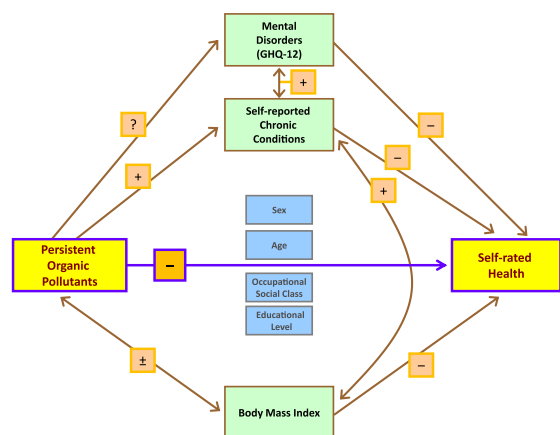 Mental
Disorders
(GHQ-12)
+
Self-reported
Chronic
Conditions
?
–
+
–
+
Sex
Age
Persistent
Organic
Pollutants
–
Self-rated
Health
Occupational
Social Class
Educational
Level
±
–
Body Mass Index